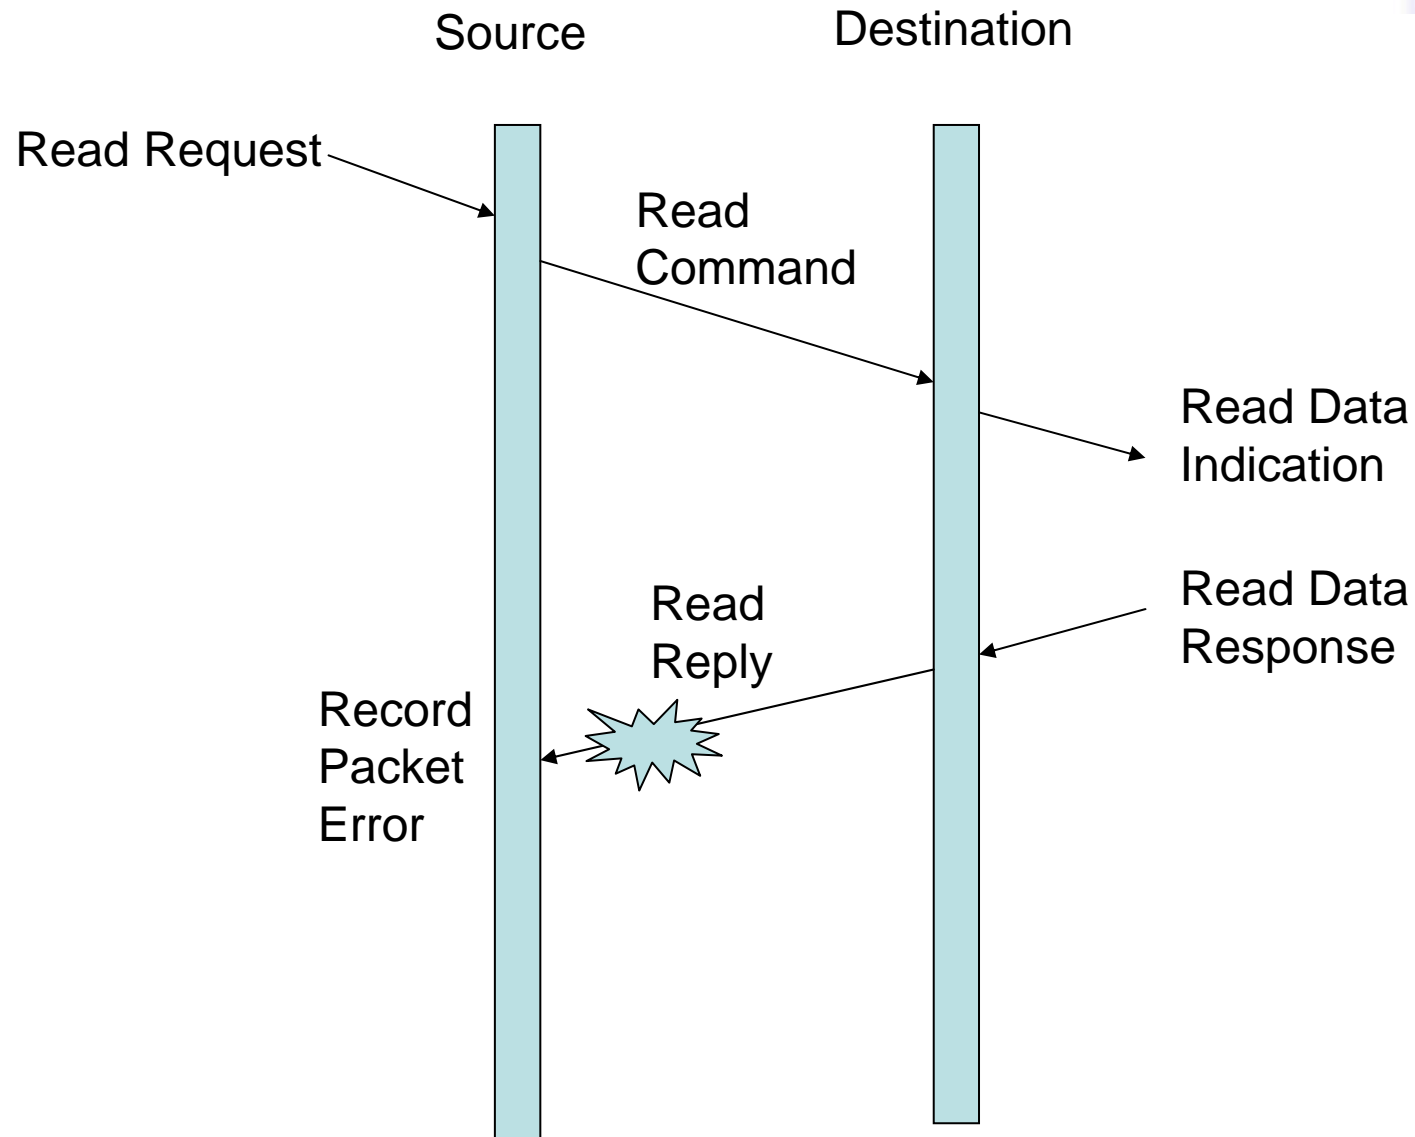 Source
Destination
Read Request
Read
Command
Read Data
Indication
Read Data
Response
Read
Reply
Record
Packet
Error